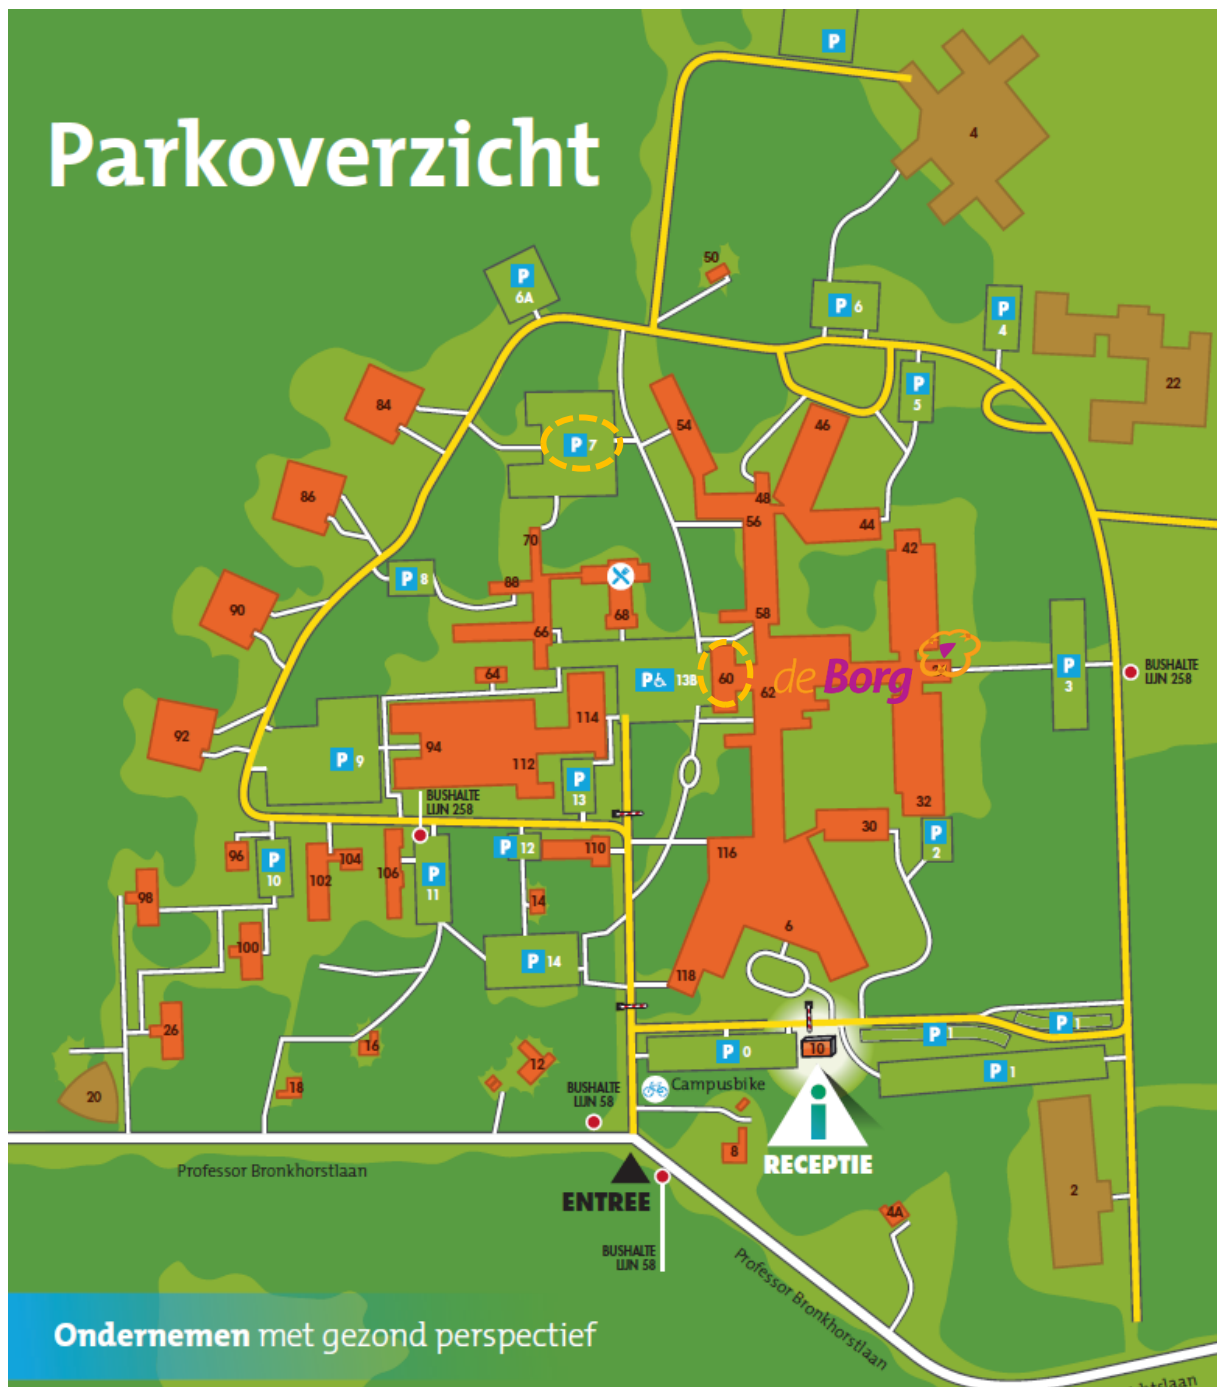 P
4
Parkoverzicht
50
P
6A
P 6
P
4
22
84
P
5
54
46
P 7
86
48
56
44
70
42
P 8
88
90
68
58
66
64
P 13B
60
de Borg
62
P
3
BUSHALTE
LIJN 258
92
114
94
P 9
112
P
13
BUSHALTE
LIJN 258
32
30
P
2
96
P
10
104
102
106
P
11
P 12
110
116
98
14
100
6
P 14
118
26
P 1
P 1
16
P 0
10
12
P 1
18
Campusbike
20
BUSHALTE
LIJN 58
i
8
RECEPTIE
Professor Bronkhorstlaan
ENTREE
2
4A
BUSHALTE
LIJN 58
Professor Bronkhorstlaan
Ondernemen met gezond perspectief